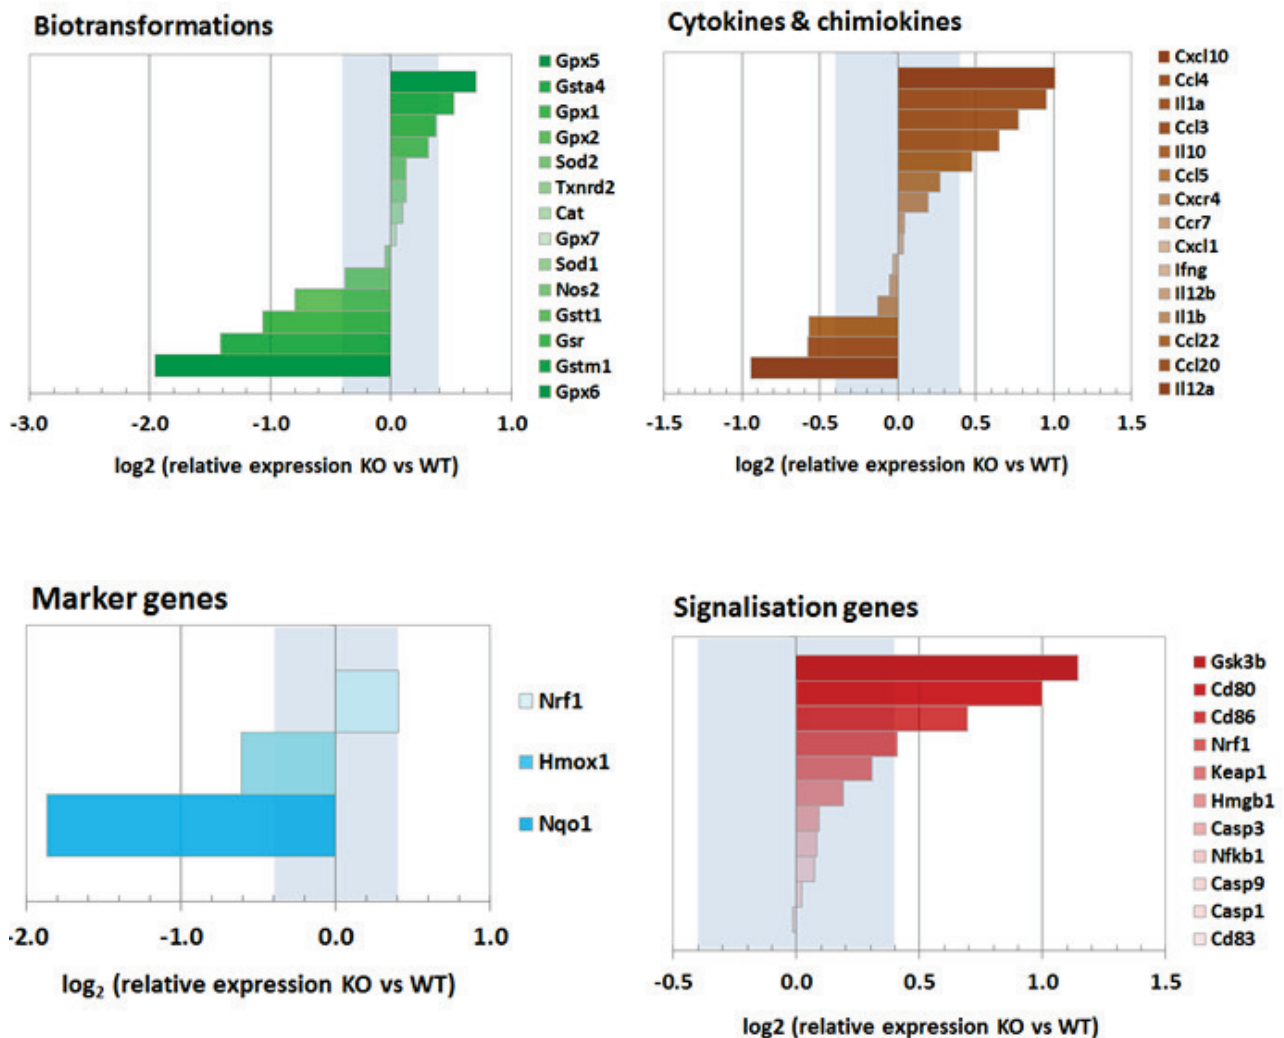 Biotransformations
Gpx5
Gsta4
Gpx1
Gpx2
Sod2
Txnrd2
Cat
Gpx7
Sod1
Nos2
Gstt1
Gsr
Gstm1
Gpx6
-3.0 -2.0 -1.0 0.0 1.0
log2 (relative expression KO vs WT)
Cytokines & chimiokines
Cxcl10
Ccl4
Il1a
Ccl3
Il10
Ccl5
Cxcr4
Ccr7
Cxcl1
Ifng
Il12b
Il1b
Ccl22
Ccl20
Il12a
-1.5 -1.0 -0.5 0.0 0.5 1.0 1.5
log2 (relative expression KO vs WT)
Marker genes
Nrf1
Hmox1
Nqo1
-2.0 -1.0 0.0 1.0
log₂ (relative expression KO vs WT)
Signalisation genes
Gsk3b
Cd80
Cd86
Nrf1
Keap1
Hmgb1
Casp3
Nfkb1
Casp9
Casp1
Cd83
-0.5 0.0 0.5 1.0 1.5
log2 (relative expression KO vs WT)